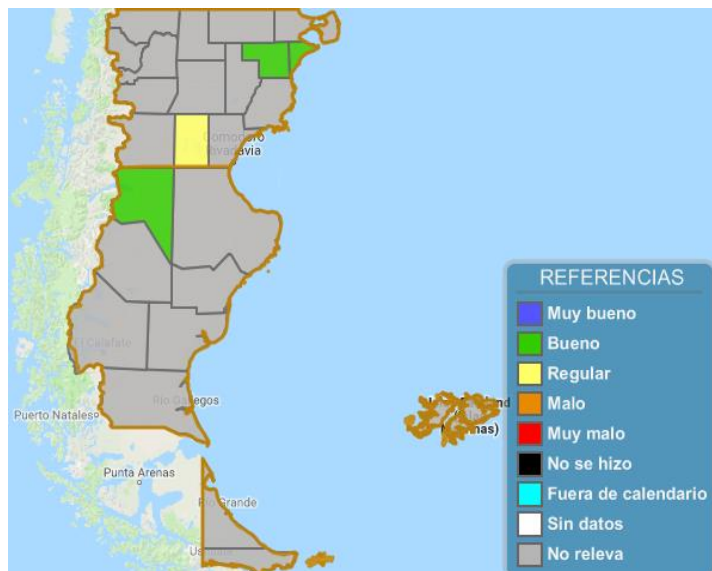 Comodoro
Rivadavia
REFERENCIAS
Muy bueno
Bueno
Regular
Malo
Muy malo
No se hizo
Fuera de calendario
Sin datos
No releva
El Calafate
Río Gallegos
Puerto Natales
Punta Arenas
Río Grande